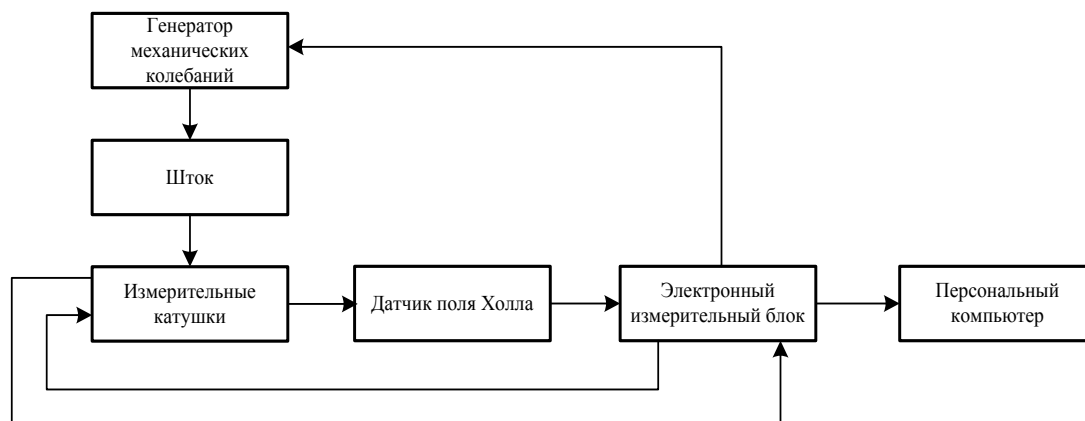 Генератор
механических
колебаний
Шток
Измерительные
катушки
Датчик поля Холла
Электронный
измерительный блок
Персональный
компьютер